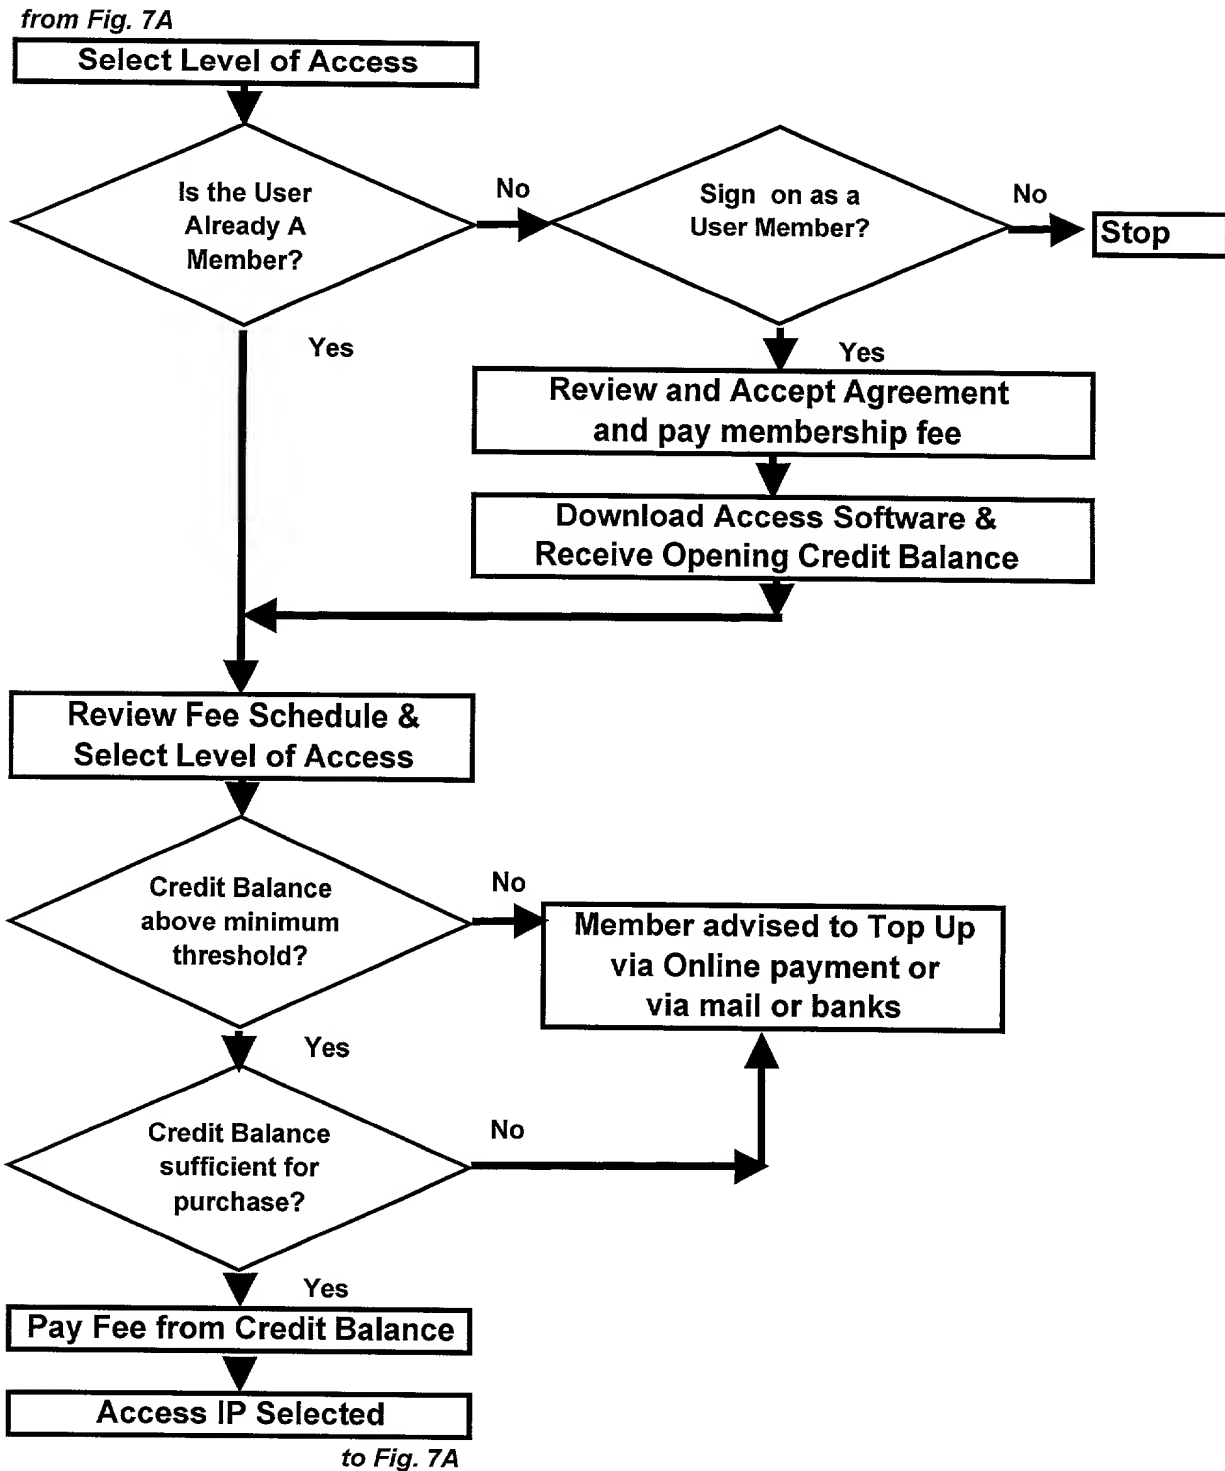 from Fig. 7A
Select Level of Access
Is the User
Already A
Member?
No
Sign on as a
User Member?
No
Stop
Yes
Yes
Review and Accept Agreement
and pay membership fee
Download Access Software &
Receive Opening Credit Balance
Review Fee Schedule &
Select Level of Access
Credit Balance
above minimum
threshold?
No
Member advised to Top Up
via Online payment or
via mail or banks
Yes
Credit Balance
sufficient for
purchase?
No
Yes
Pay Fee from Credit Balance
Access IP Selected
to Fig. 7A